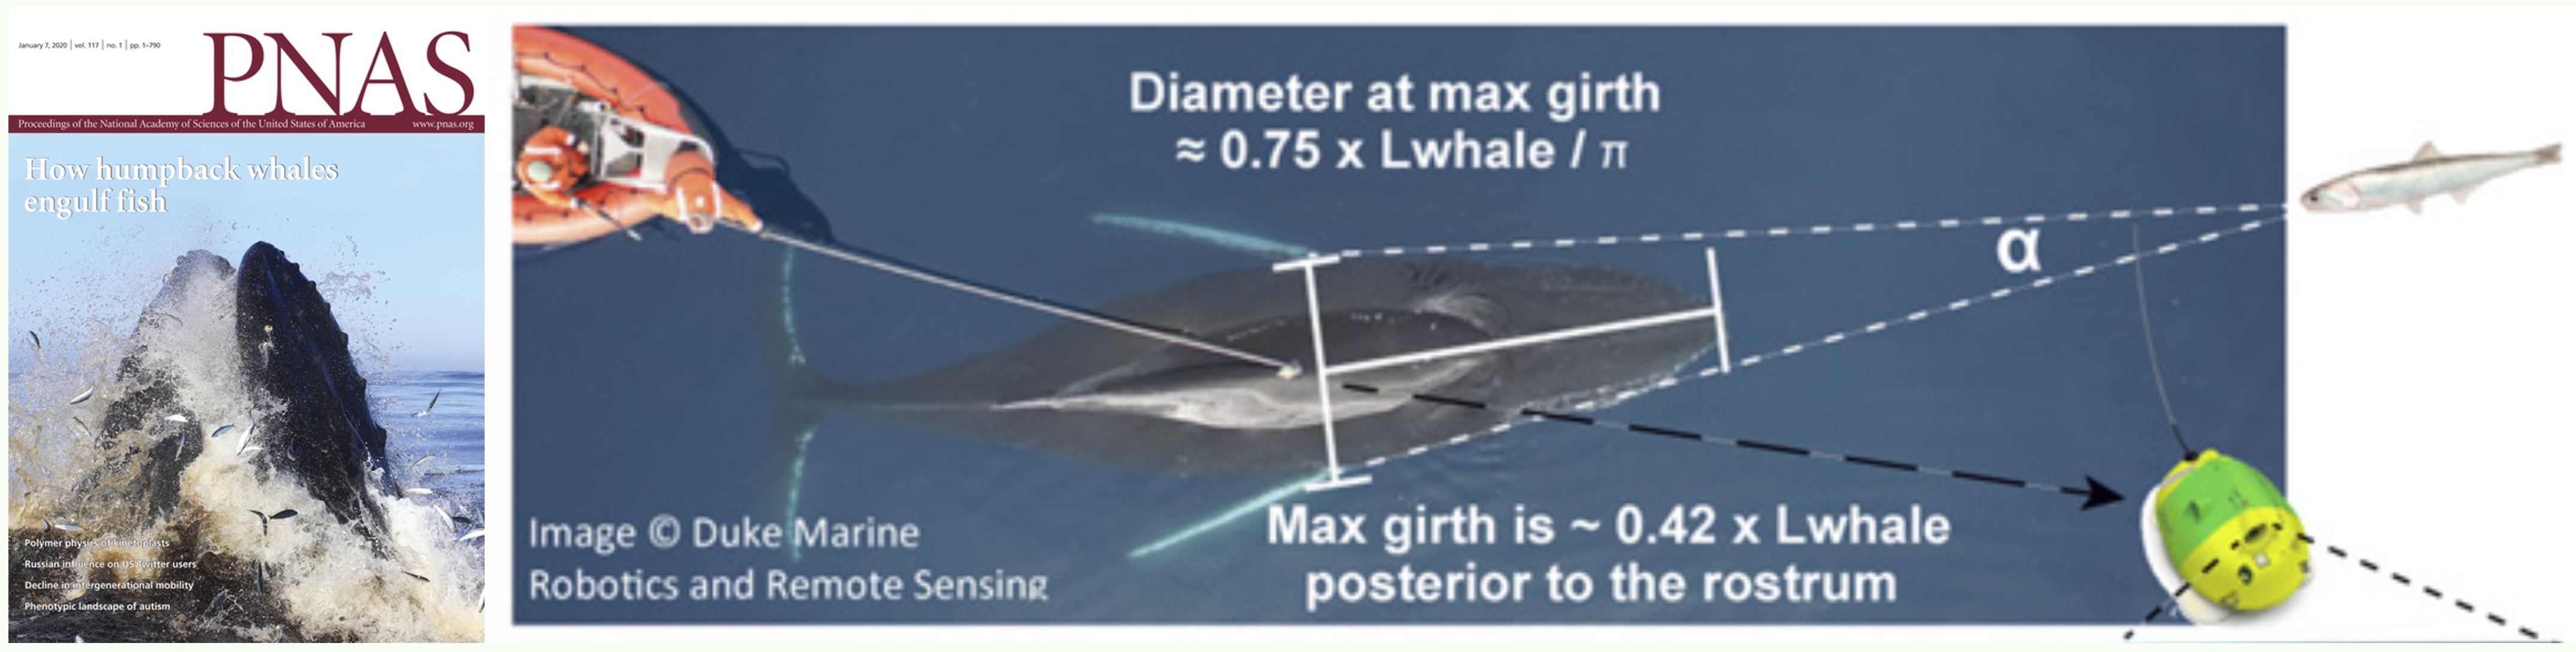 January 7, 2020 | vol. 117 | no. 1 | pp. 1–790
PNAS
Proceedings of the National Academy of Sciences of the United States of America www.pnas.org
How humpback whales
engulf fish
Polymer physics of kinetoplasts
Russian influence on US Twitter users
Decline in intergenerational mobility
Phenotypic landscape of autism
Diameter at max girth
≈ 0.75 x Lwhale / π
α
Max girth is ~ 0.42 x Lwhale
posterior to the rostrum
Image © Duke Marine
Robotics and Remote Sensing